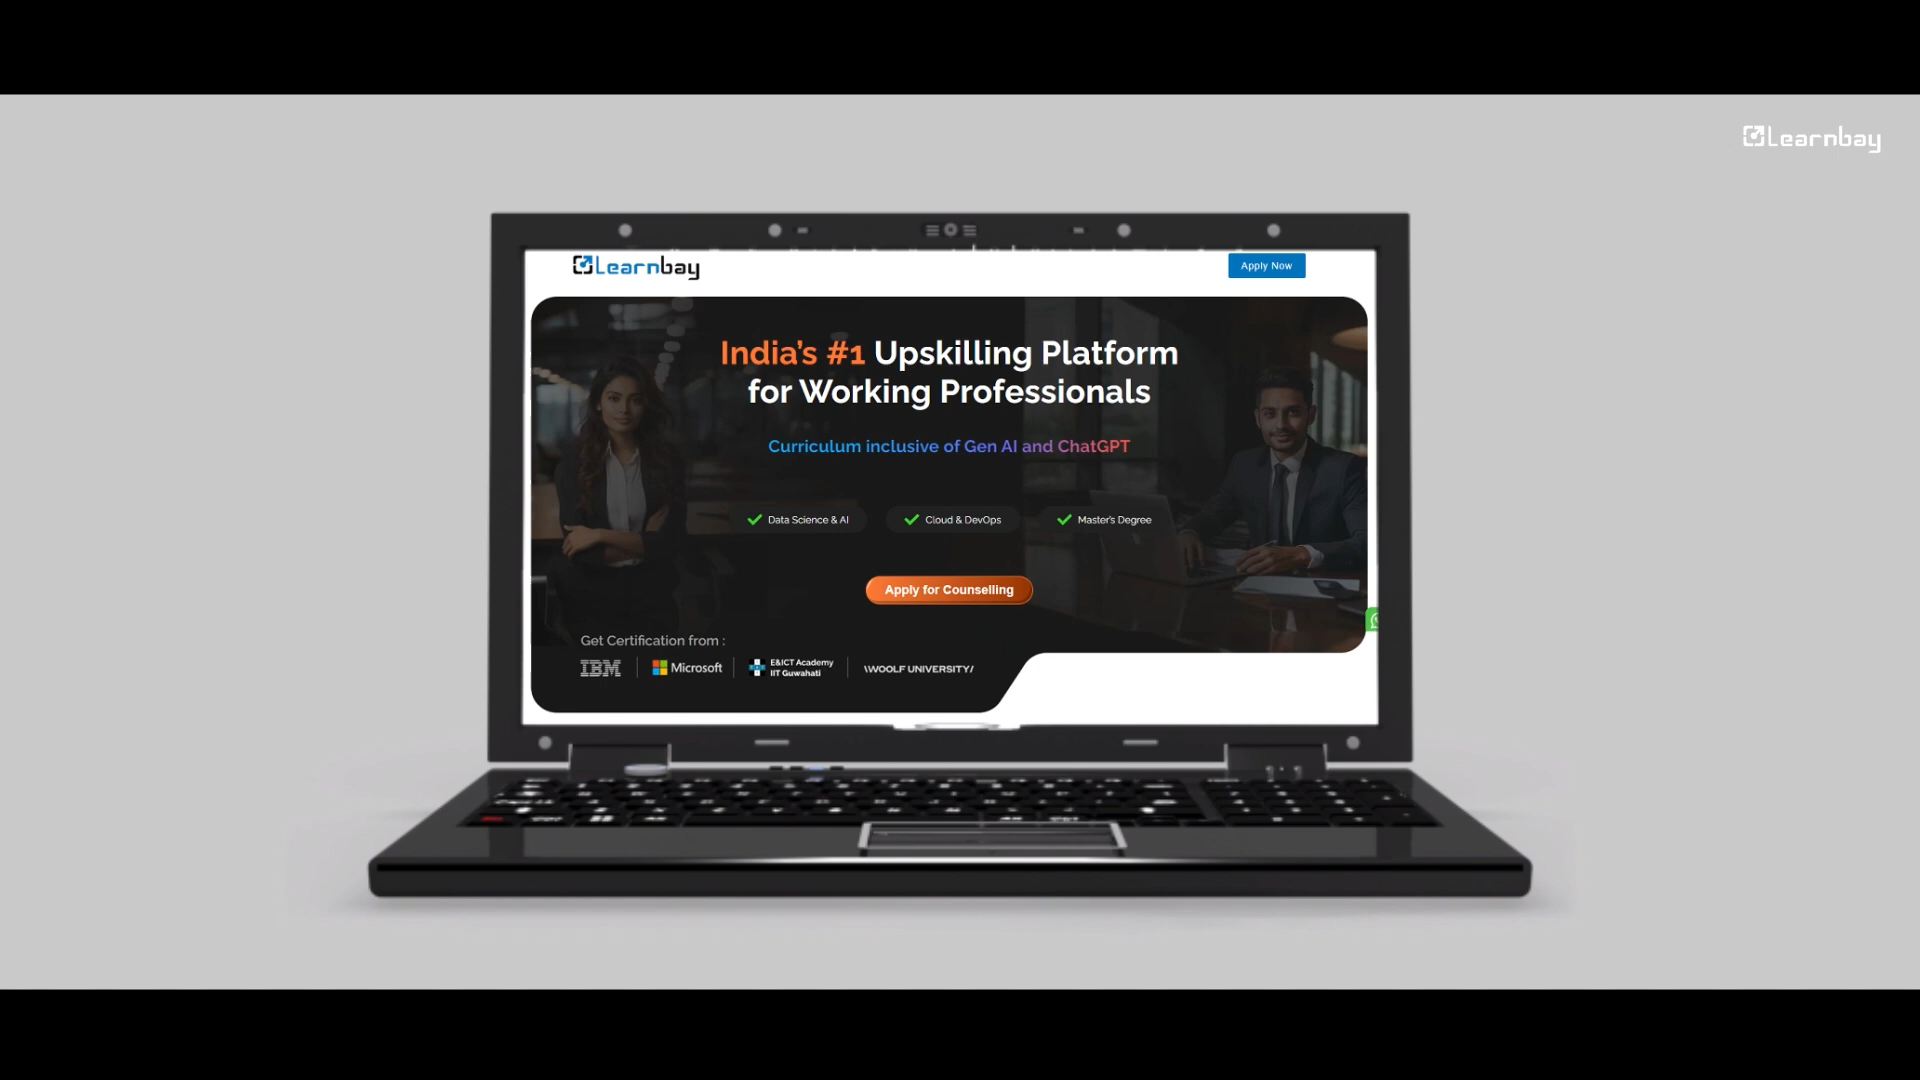 Learnbay
Learnbay
Apply Now
India's #1 Upskilling Platform
for Working Professionals
Curriculum inclusive of Gen AI and ChatGPT
Data Science & AI
Cloud & DevOps
Master's Degree
Apply for Counselling
Get Certification from :
IBM
Microsoft
E&ICT Academy
IIT Guwahati
\WOOLF UNIVERSITY/